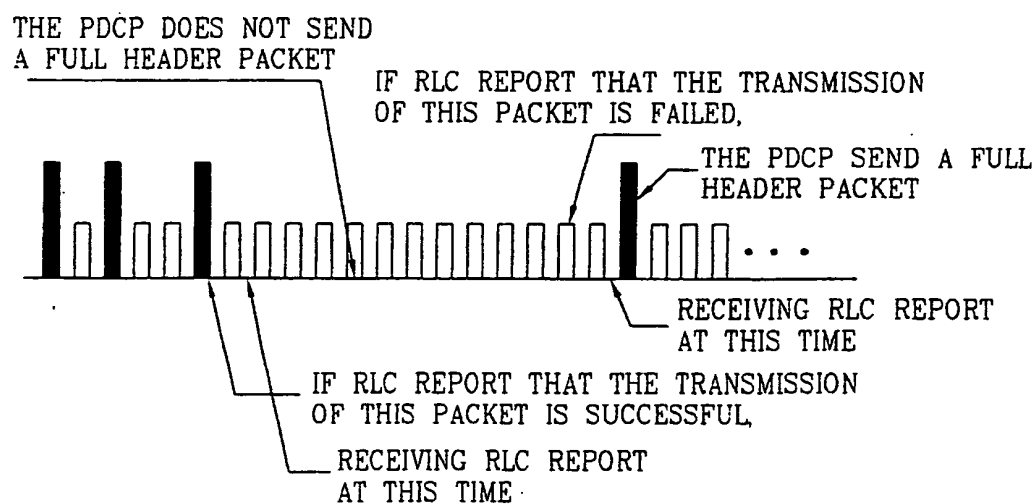 THE PDCP DOES NOT SEND
A FULL HEADER PACKET
IF RLC REPORT THAT THE TRANSMISSION
OF THIS PACKET IS FAILED,
THE PDCP SEND A FULL
HEADER PACKET
RECEIVING RLC REPORT
AT THIS TIME
IF RLC REPORT THAT THE TRANSMISSION
OF THIS PACKET IS SUCCESSFUL,
RECEIVING RLC REPORT
AT THIS TIME